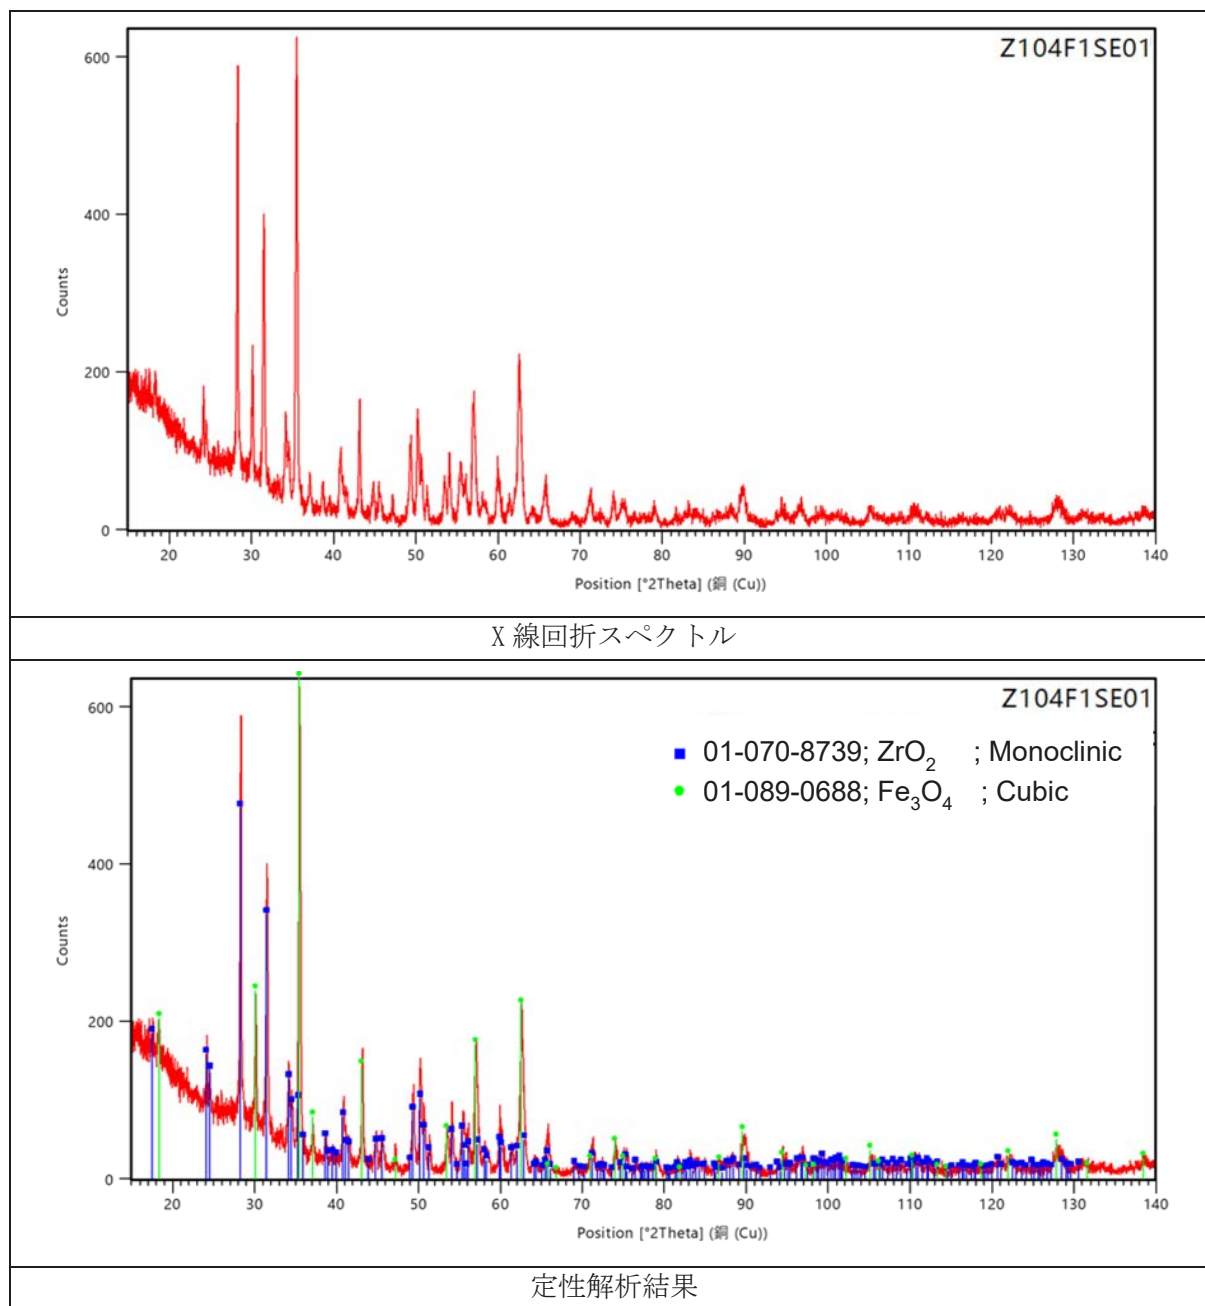 Z104F1SE01
600
400
200
0
Counts
20 30 40 50 60 70 80 90 100 110 120 130 140
Position [°2Theta] (銅 (Cu))
X 線回折スペクトル
Z104F1SE01
01-070-8739; ZrO2 ; Monoclinic
01-089-0688; Fe3O4 ; Cubic
600
400
200
0
Counts
20 30 40 50 60 70 80 90 100 110 120 130 140
Position [°2Theta] (銅 (Cu))
定性解析結果